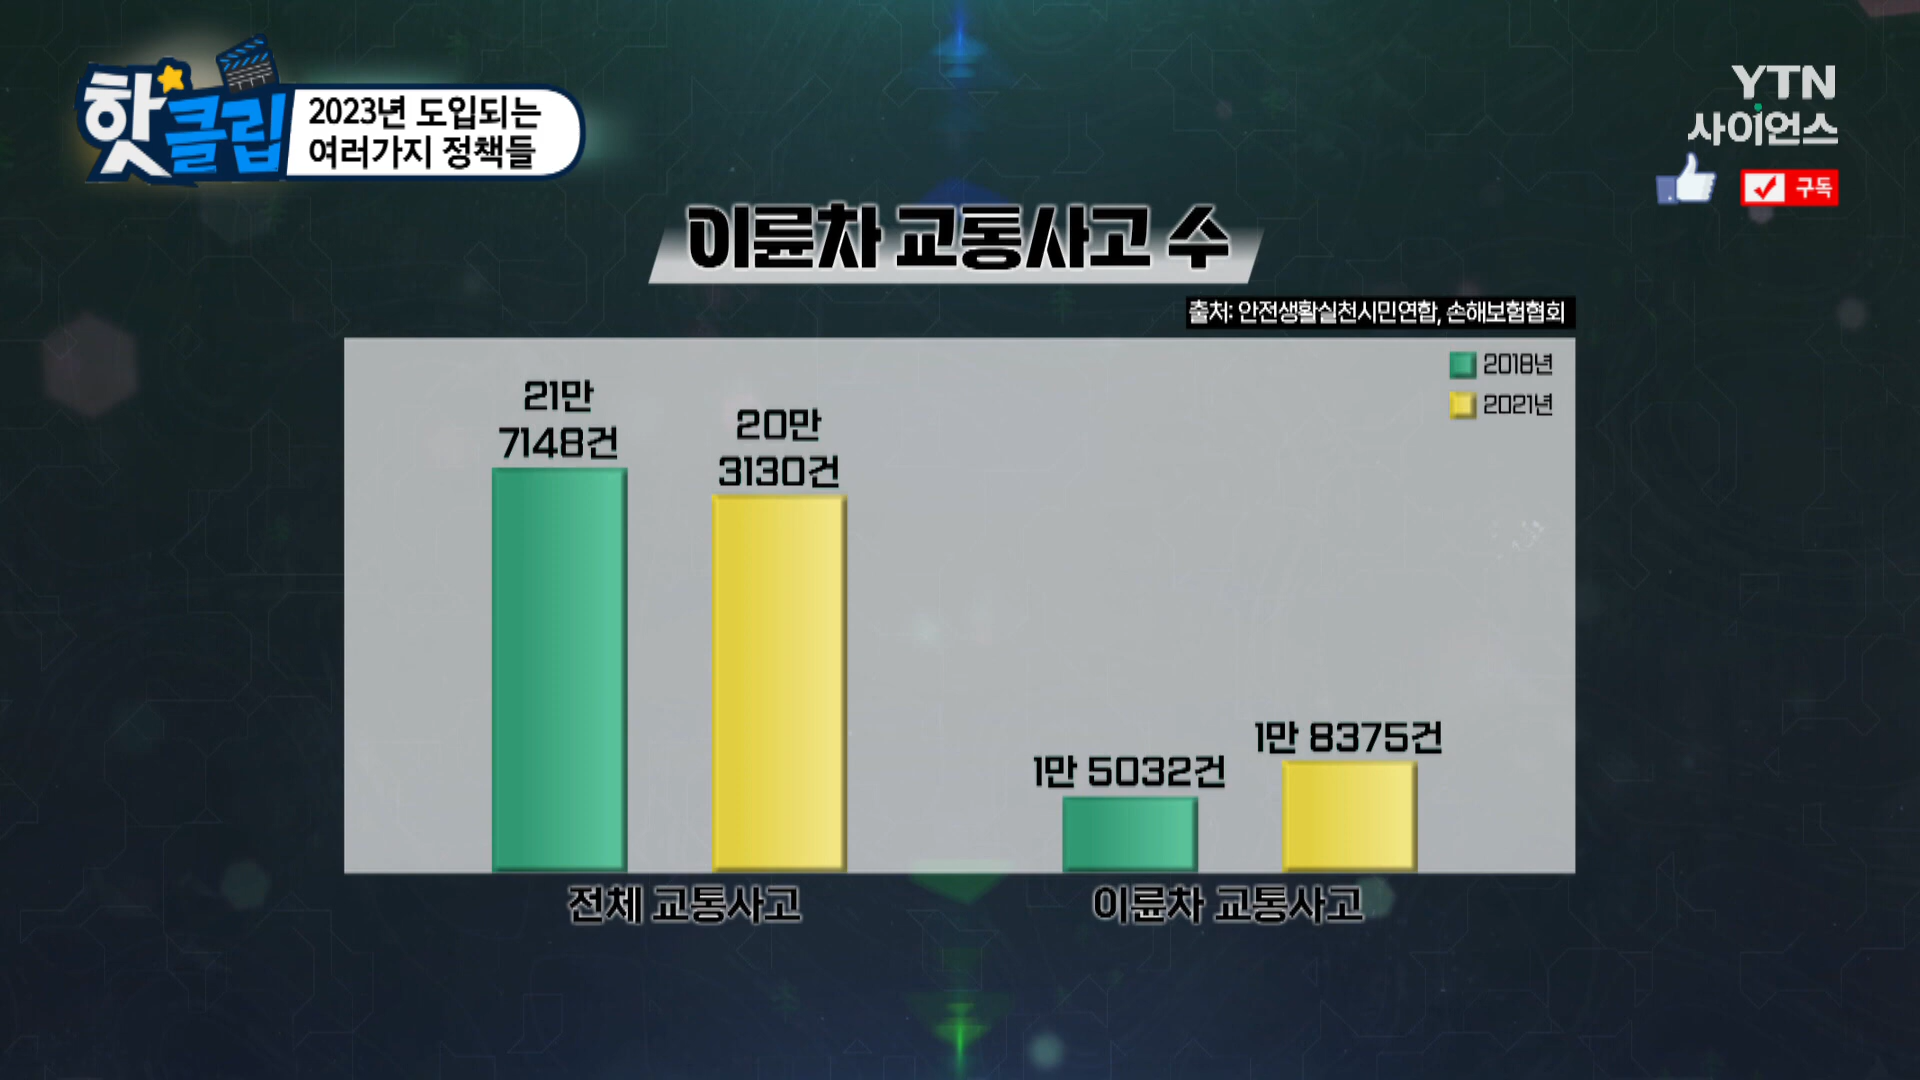 핫클립
2023년 도입되는
여러가지 정책들
YTN
사이언스
구독
이륜차 교통사고 수
출처: 안전생활실천시민연합, 손해보험협회
2018년
2021년
21만
7148건
20만
3130건
1만 5032건
1만 8375건
전체 교통사고
이륜차 교통사고